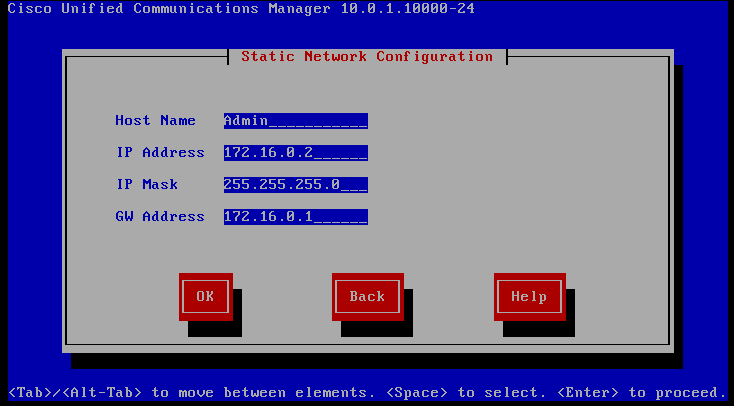 Cisco Unified Communications Manager 10.0.1.10000-24
Static Network Configuration
Host Name Admin___________
IP Address 172.16.0.2______
IP Mask 255.255.255.0___
GW Address 172.16.0.1______
OK Back Help
<Tab>/<Alt-Tab> to move between elements. <Space> to select. <Enter> to proceed.